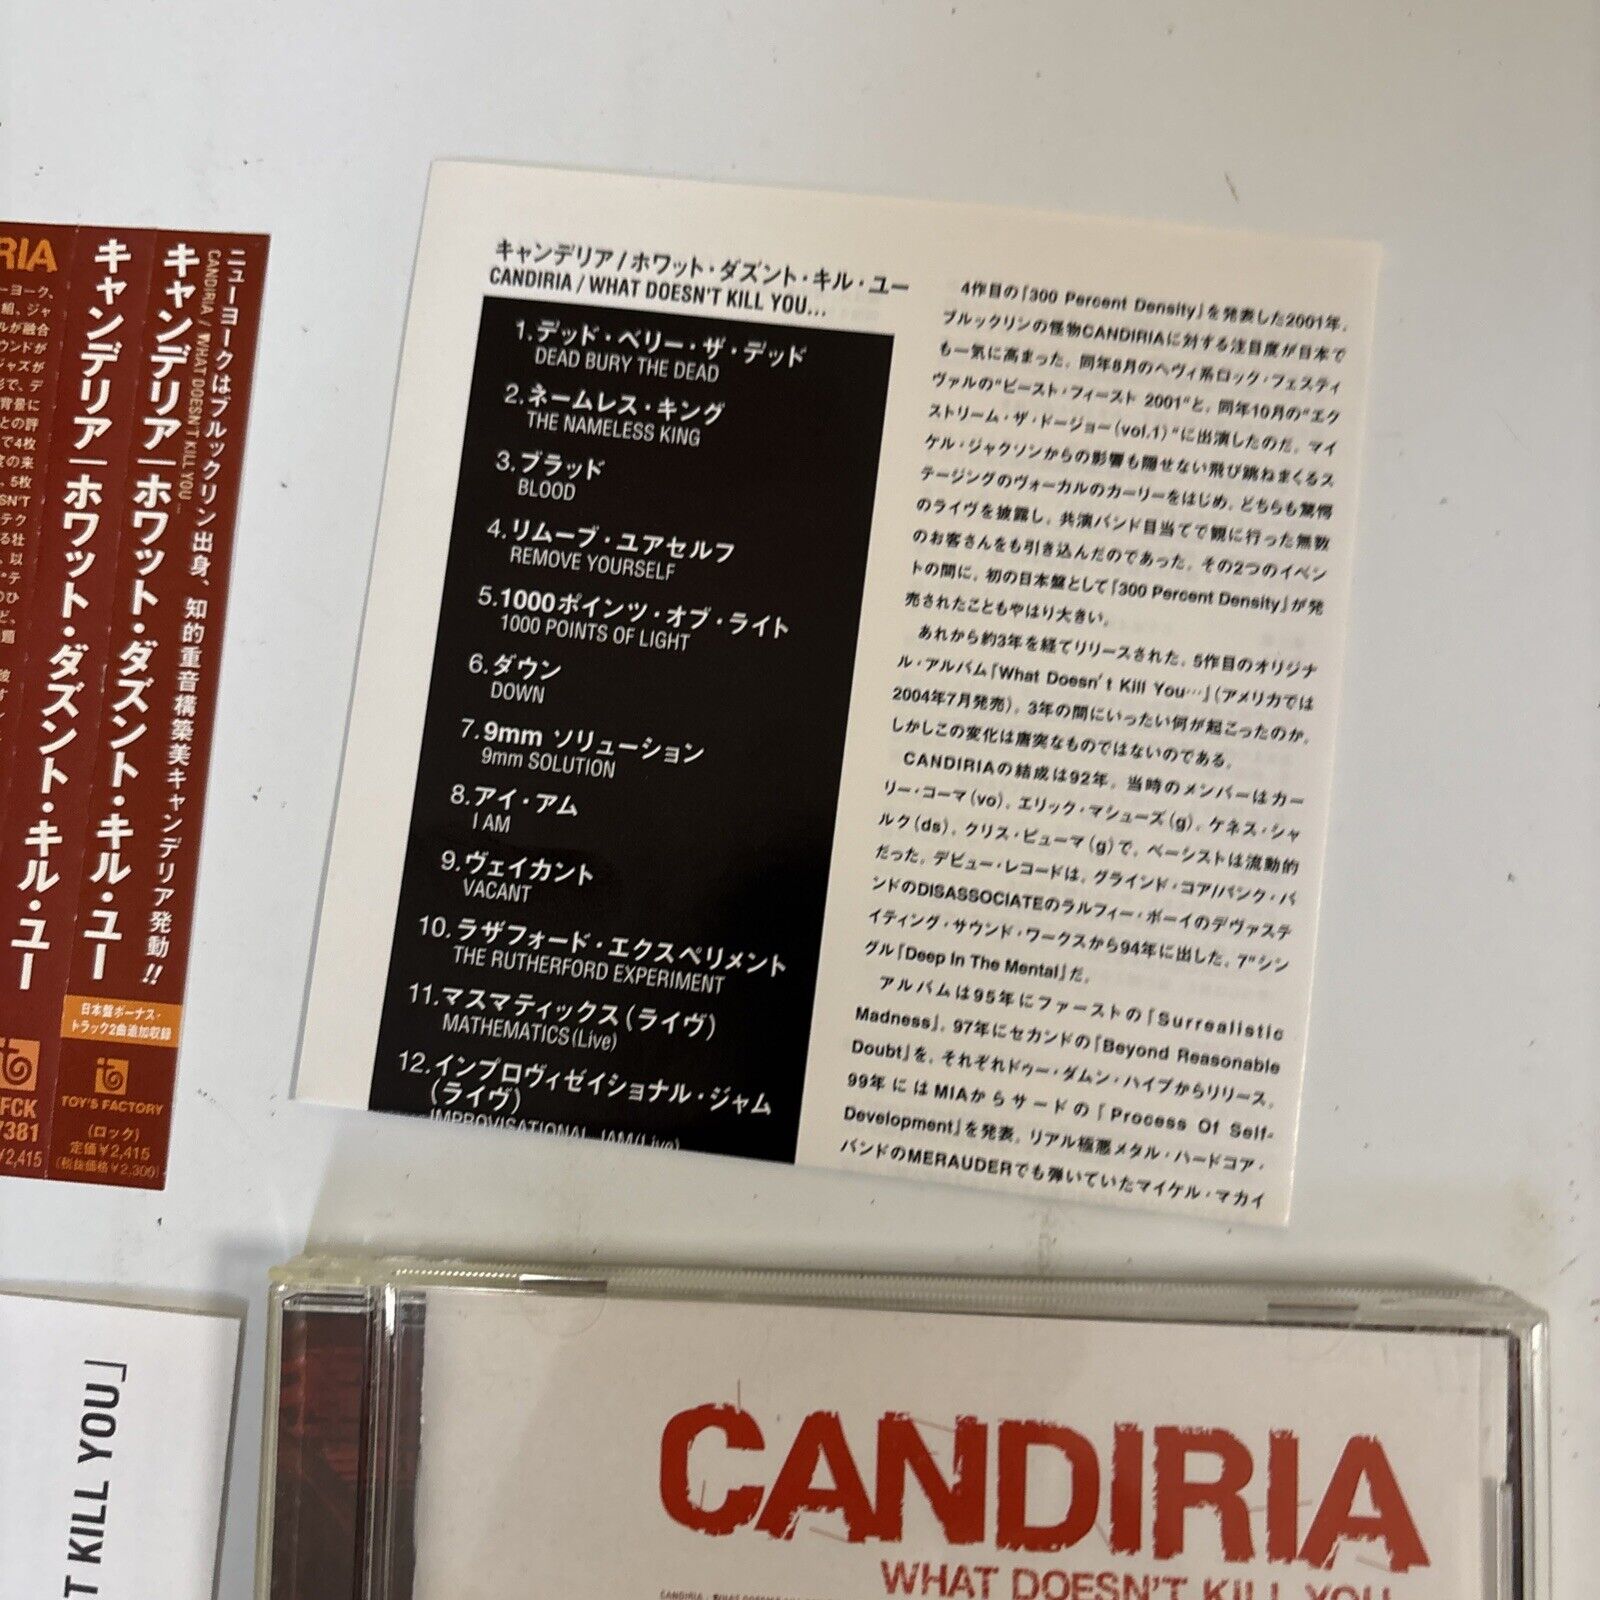 キャンデリア/ホワット・ダズント・キル・ユー
CANDIRIA / WHAT DOESN'T KILL YOU...
1.デッド・ベリー・ザ・デッド
DEAD BURY THE DEAD
2.ネームレス・キング
THE NAMELESS KING
3.ブラッド
BLOOD
4.リムーブ・ユアセルフ
REMOVE YOURSELF
5.1000ポインツ・オブ・ライト
1000 POINTS OF LIGHT
6.ダウン
DOWN
7.9mm ソリューション
9mm SOLUTION
8.アイ・アム
I AM
9.ヴェイカント
VACANT
10.ラザフォード・エクスペリメント
THE RUTHERFORD EXPERIMENT
11.マスマティックス(ライヴ)
MATHEMATICS(Live)
12.インプロヴィゼイショナル・ジャム
(ライヴ)
IMPROVISATIONAL JAM(Live)
4作目の『300 Percent Density』を発表した2001年。
ブルックリンの怪物CANDIRIAに対する注目度が日本で
も一気に高まった。同年8月のヘヴィ系ロック・フェスティ
ヴァルの"ビースト・フィースト 2001"と、同年10月の"エク
ストリーム・ザ・ドージョー(vol.1)"に出演したのだ。マイ
ケル・ジャクソンからの影響も隠せない飛び跳ねまくるス
テージングのヴォーカルのカーリーをはじめ、どちらも驚愕
のライヴを披露し、共演バンド目当てで観に行った無数
のお客さんをも引き込んだのであった。その2つのイベン
トの間に、初の日本盤として『300 Percent Density』が発
売されたこともやはり大きい。
あれから約3年を経てリリースされた、5作目のオリジナ
ル・アルバム『What Doesn't Kill You…』(アメリカでは
2004年7月発売)。3年の間にいったい何が起こったのか。
しかしこの変化は唐突なものではないのである。
CANDIRIAの結成は92年。当時のメンバーはカー
リー・コーマ(vo)、エリック・マシューズ(g)、ケネス・シャ
ルク(ds)、クリス・ピューマ(g)で、ベーシストは流動的
だった。デビュー・レコードは、グラインド・コア/パンク・バ
ンドのDISASSOCIATEのラルフィー・ボーイのデヴァステ
イティング・サウンド・ワークスから94年に出した、7"シン
グル『Deep In The Mental』だ。
アルバムは95年にファーストの『Surrealistic
Madness』、97年にセカンドの『Beyond Reasonable
Doubt』を、それぞれドゥー・ダムン・ハイプからリリース。
99年にはMIAからサードの『Process Of Self-
Development』を発表。リアル極悪メタル・ハードコア・
バンドのMERAUDERでも弾いていたマイケル・マカイ
ニューヨークはブルックリン出身、知的重音構築美キャンデリア発動!!
CANDIRIA / WHAT DOESN'T KILL YOU...
キャンデリア|ホワット・ダズント・キル・ユー
日本盤ボーナス・
トラック2曲追加収録
TOY'S FACTORY
(ロック)
定価¥2,415
(税抜価格¥2,300)
キャンデリア|ホワット・ダズント・キル・ユー
RIA
FCK
7381
¥2,415
T KILL YOU」
CANDIRIA
WHAT DOESN'T KILL YOU